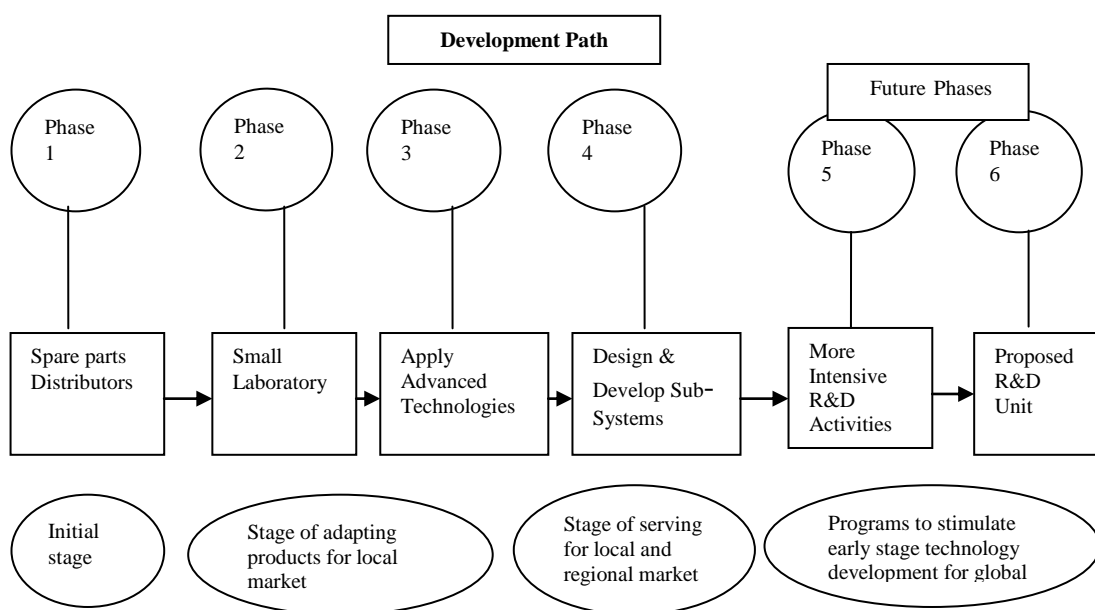 Development Path
Future Phases
Phase
1
Phase
2
Phase
3
Phase
4
Phase
5
Phase
6
Spare parts
Distributors
Small
Laboratory
Apply
Advanced
Technologies
Design &
Develop Sub-
Systems
More
Intensive
R&D
Activities
Proposed
R&D
Unit
Initial
stage
Stage of adapting
products for local
market
Stage of serving
for local and
regional market
Programs to stimulate
early stage technology
development for global